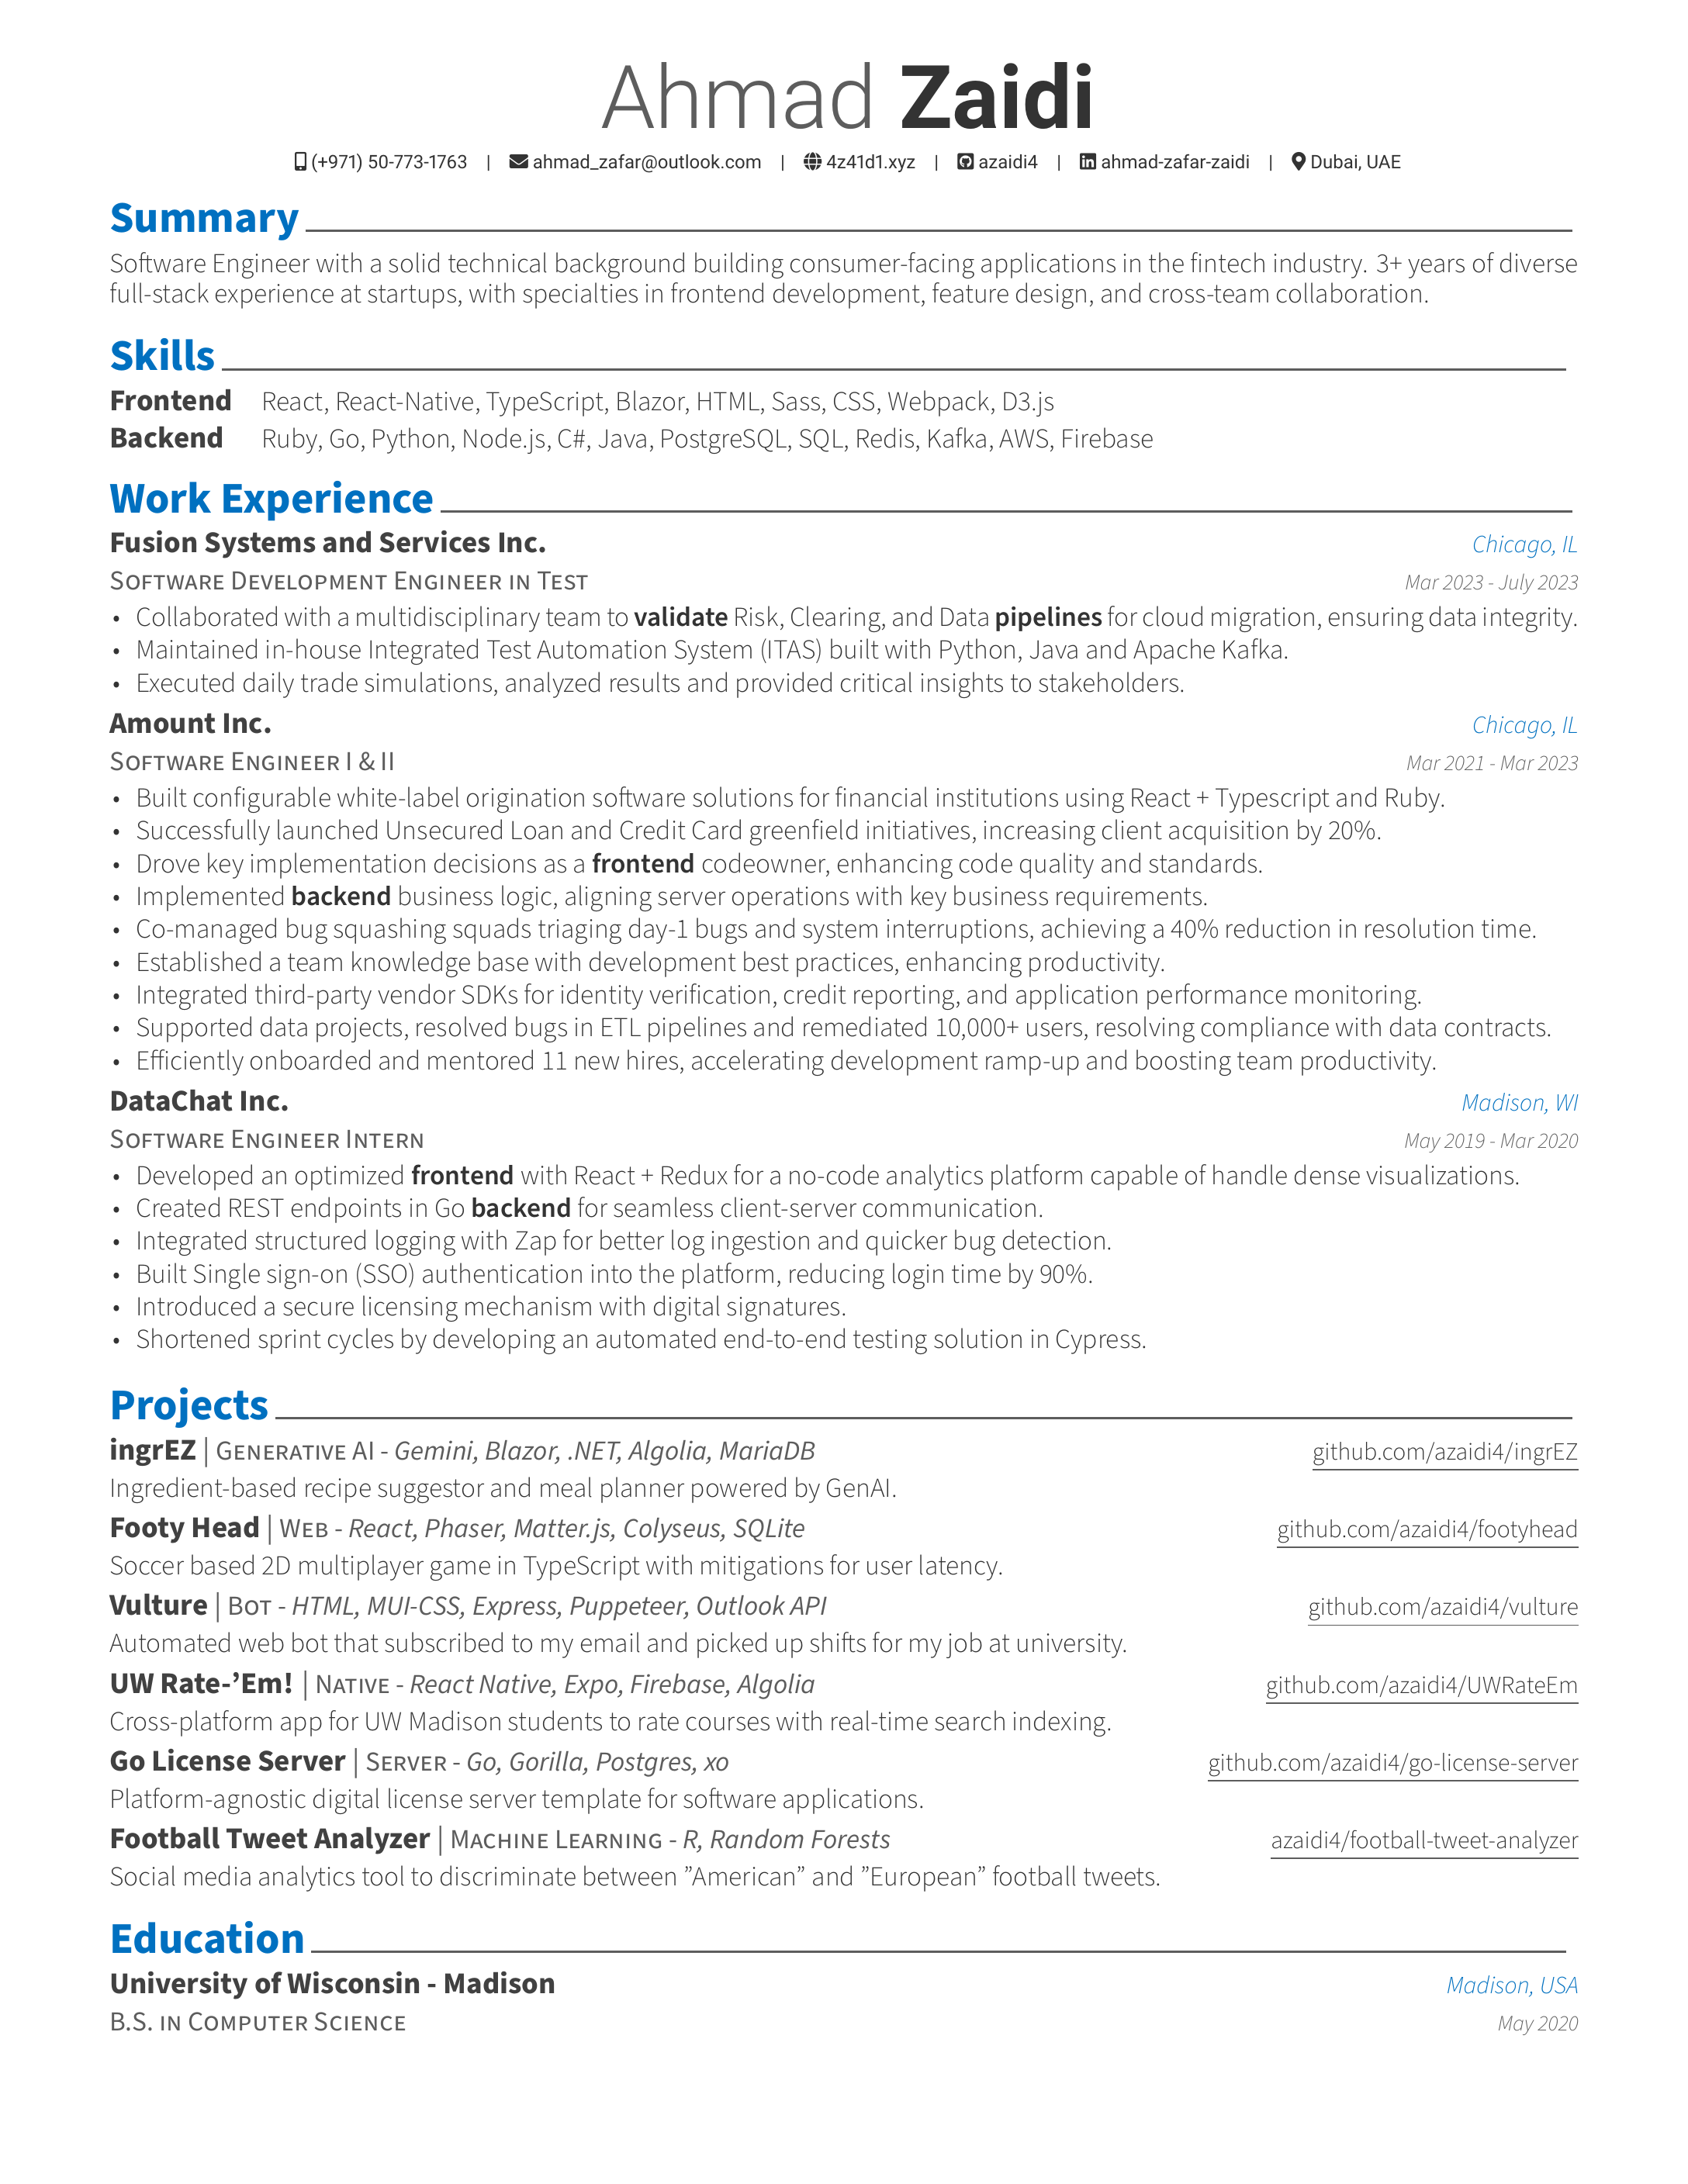 Ahmad Zaidi
(+971) 50-773-1763 | ahmad_zafar@outlook.com | 4z41d1.xyz | azaidi4 | ahmad-zafar-zaidi | Dubai, UAE
Summary
Software Engineer with a solid technical background building consumer-facing applications in the fintech industry. 3+ years of diverse
full-stack experience at startups, with specialties in frontend development, feature design, and cross-team collaboration.
Skills
Frontend React, React-Native, TypeScript, Blazor, HTML, Sass, CSS, Webpack, D3.js
Backend Ruby, Go, Python, Node.js, C#, Java, PostgreSQL, SQL, Redis, Kafka, AWS, Firebase
Work Experience
Fusion Systems and Services Inc. Chicago, IL
Software Development Engineer in Test Mar 2023 - July 2023
• Collaborated with a multidisciplinary team to validate Risk, Clearing, and Data pipelines for cloud migration, ensuring data integrity.
• Maintained in-house Integrated Test Automation System (ITAS) built with Python, Java and Apache Kafka.
• Executed daily trade simulations, analyzed results and provided critical insights to stakeholders.
Amount Inc. Chicago, IL
Software Engineer I & II Mar 2021 - Mar 2023
• Built configurable white-label origination software solutions for financial institutions using React + Typescript and Ruby.
• Successfully launched Unsecured Loan and Credit Card greenfield initiatives, increasing client acquisition by 20%.
• Drove key implementation decisions as a frontend codeowner, enhancing code quality and standards.
• Implemented backend business logic, aligning server operations with key business requirements.
• Co-managed bug squashing squads triaging day-1 bugs and system interruptions, achieving a 40% reduction in resolution time.
• Established a team knowledge base with development best practices, enhancing productivity.
• Integrated third-party vendor SDKs for identity verification, credit reporting, and application performance monitoring.
• Supported data projects, resolved bugs in ETL pipelines and remediated 10,000+ users, resolving compliance with data contracts.
• Efficiently onboarded and mentored 11 new hires, accelerating development ramp-up and boosting team productivity.
DataChat Inc. Madison, WI
Software Engineer Intern May 2019 - Mar 2020
• Developed an optimized frontend with React + Redux for a no-code analytics platform capable of handle dense visualizations.
• Created REST endpoints in Go backend for seamless client-server communication.
• Integrated structured logging with Zap for better log ingestion and quicker bug detection.
• Built Single sign-on (SSO) authentication into the platform, reducing login time by 90%.
• Introduced a secure licensing mechanism with digital signatures.
• Shortened sprint cycles by developing an automated end-to-end testing solution in Cypress.
Projects
ingrEZ | Generative AI - Gemini, Blazor, .NET, Algolia, MariaDB github.com/azaidi4/ingrEZ
Ingredient-based recipe suggestor and meal planner powered by GenAI.
Footy Head | Web - React, Phaser, Matter.js, Colyseus, SQLite github.com/azaidi4/footyhead
Soccer based 2D multiplayer game in TypeScript with mitigations for user latency.
Vulture | Bot - HTML, MUI-CSS, Express, Puppeteer, Outlook API github.com/azaidi4/vulture
Automated web bot that subscribed to my email and picked up shifts for my job at university.
UW Rate-’Em! | Native - React Native, Expo, Firebase, Algolia github.com/azaidi4/UWRateEm
Cross-platform app for UW Madison students to rate courses with real-time search indexing.
Go License Server | Server - Go, Gorilla, Postgres, xo github.com/azaidi4/go-license-server
Platform-agnostic digital license server template for software applications.
Football Tweet Analyzer | Machine Learning - R, Random Forests azaidi4/football-tweet-analyzer
Social media analytics tool to discriminate between ”American” and ”European” football tweets.
Education
University of Wisconsin - Madison Madison, USA
B.S. in Computer Science May 2020